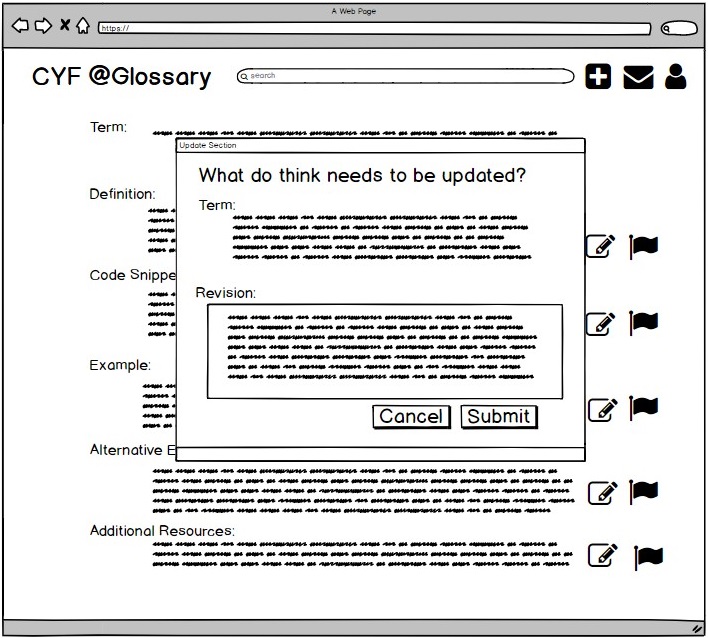 A Web Page
https://
CYF @Glossary
search
Term:
Update Section
What do think needs to be updated?
Term:
Definition:
Code Snippe
Revision:
Example:
Cancel Submit
Alternative E
Additional Resources: